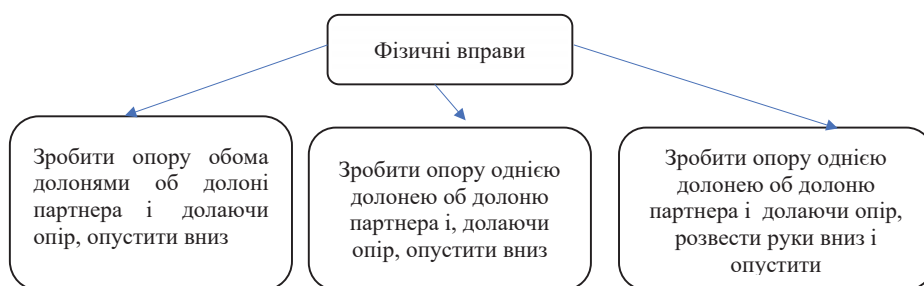 Фізичні вправи
Зробити опору обома
долонями об долоні
партнера і долаючи
опір, опустити вниз
Зробити опору однією
долонею об долоню
партнера і, долаючи
опір, опустити вниз
Зробити опору однією
долонею об долоню
партнера і долаючи опір,
розвести руки вниз і
опустити